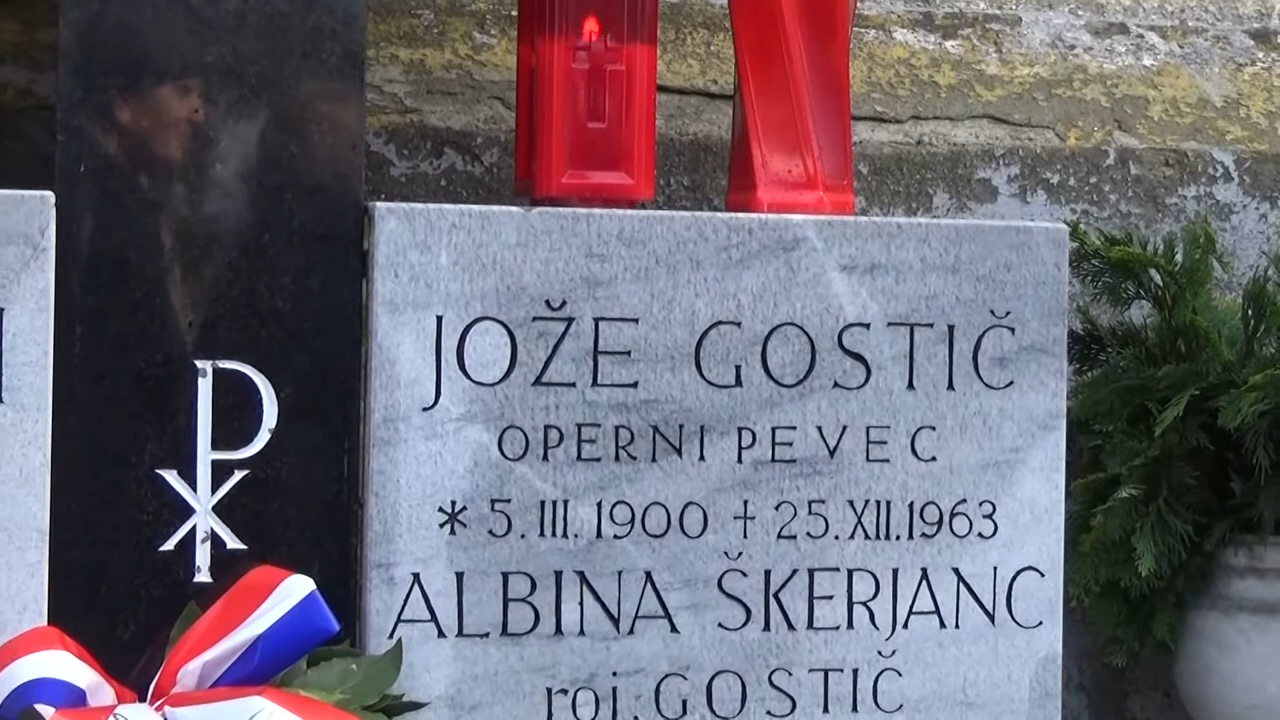 JOŽE GOSTIČ
OPERNI PEVEC
* 5.III.1900 † 25.XII.1963
ALBINA ŠKERJANC
roj. GOSTIČ